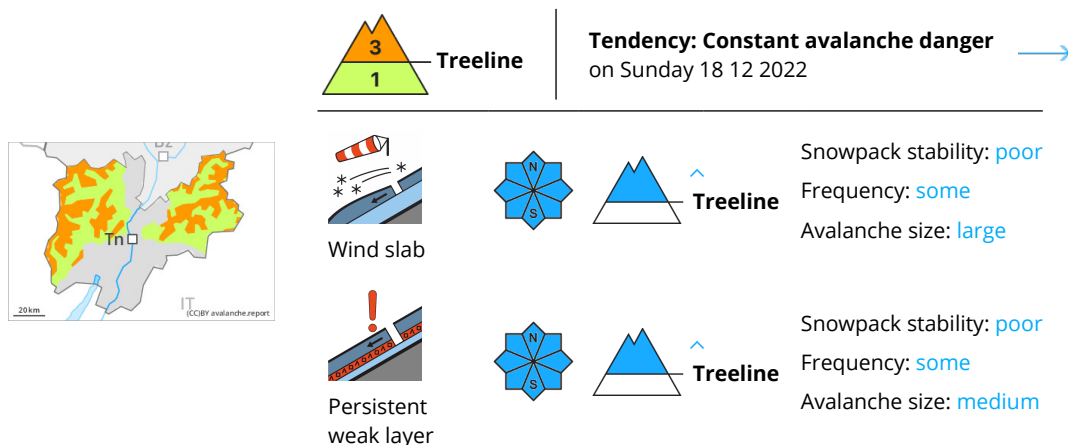 3
1
Treeline
Tendency: Constant avalanche danger
on Sunday 18 12 2022
BZ
Tn
IT
20 km
(CC)BY avalanche.report
Wind slab
N
S
Treeline
Snowpack stability: poor
Frequency: some
Avalanche size: large
Persistent
weak layer
N
S
Treeline
Snowpack stability: poor
Frequency: some
Avalanche size: medium